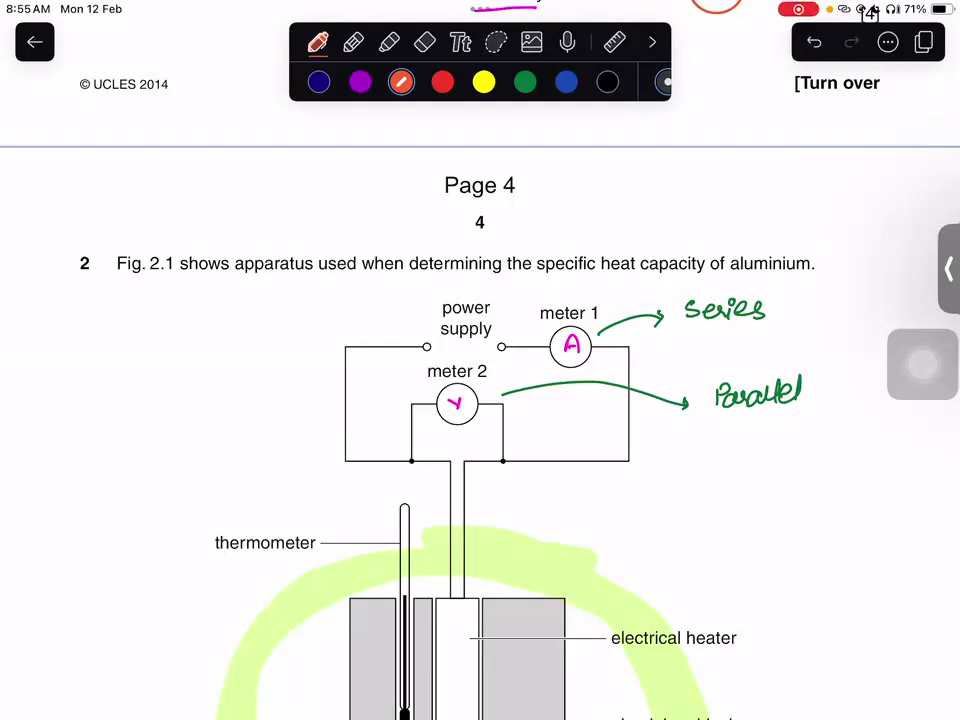 8:55 AM Mon 12 Feb
71%
4
Tt
© UCLES 2014
[Turn over
Page 4
4
2 Fig. 2.1 shows apparatus used when determining the specific heat capacity of aluminium.
power
supply
meter 1
Series
A
meter 2
Parallel
V
thermometer
electrical heater